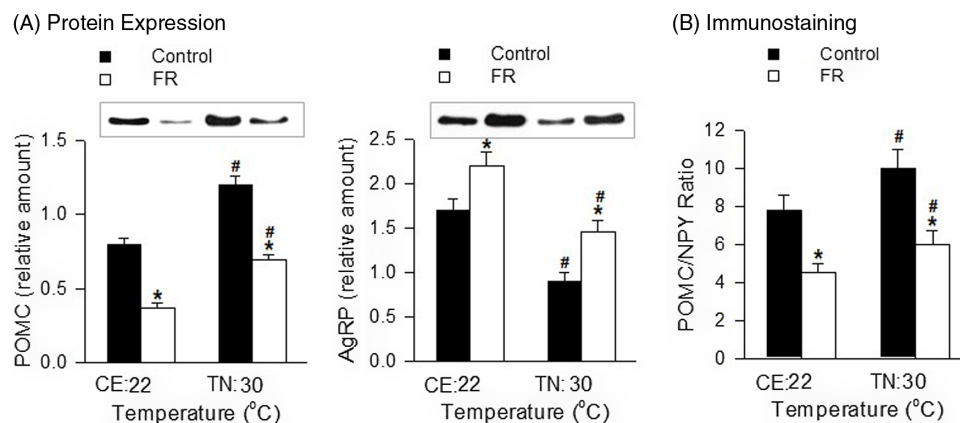 (A) Protein Expression
Control
FR
POMC (relative amount)
1.5
1.0
0.5
0.0
*
#
#
*
CE:22
TN:30
Temperature (°C)
Control
FR
AgRP (relative amount)
2.5
2.0
1.5
1.0
0.5
0.0
*
#
#
*
CE:22
TN:30
Temperature (°C)
(B) Immunostaining
Control
FR
POMC/NPY Ratio
12
10
8
6
4
2
0
*
#
#
*
CE:22
TN:30
Temperature (°C)